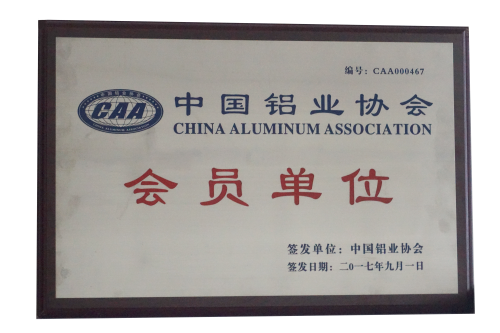 编号：CAA000467
CAA
中国铝业协会
CHINA ALUMINUM ASSOCIATION
会员单位
签发单位：中国铝业协会
签发日期：二0一七年九月一日